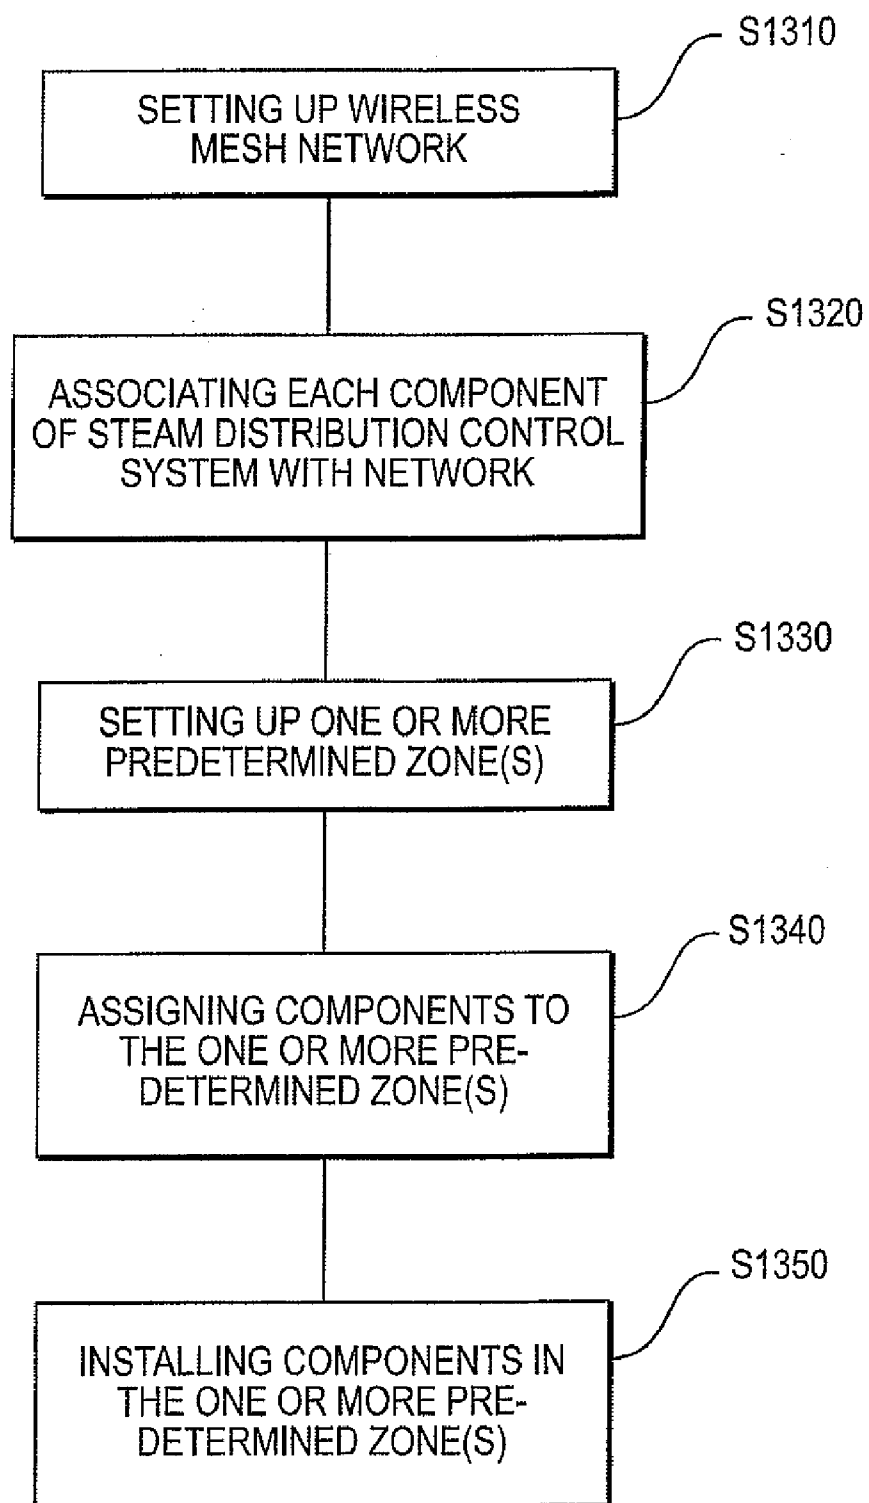 S1310
SETTING UP WIRELESS
MESH NETWORK
S1320
ASSOCIATING EACH COMPONENT
OF STEAM DISTRIBUTION CONTROL
SYSTEM WITH NETWORK
S1330
SETTING UP ONE OR MORE
PREDETERMINED ZONE(S)
S1340
ASSIGNING COMPONENTS TO
THE ONE OR MORE PRE-
DETERMINED ZONE(S)
S1350
INSTALLING COMPONENTS IN
THE ONE OR MORE PRE-
DETERMINED ZONE(S)